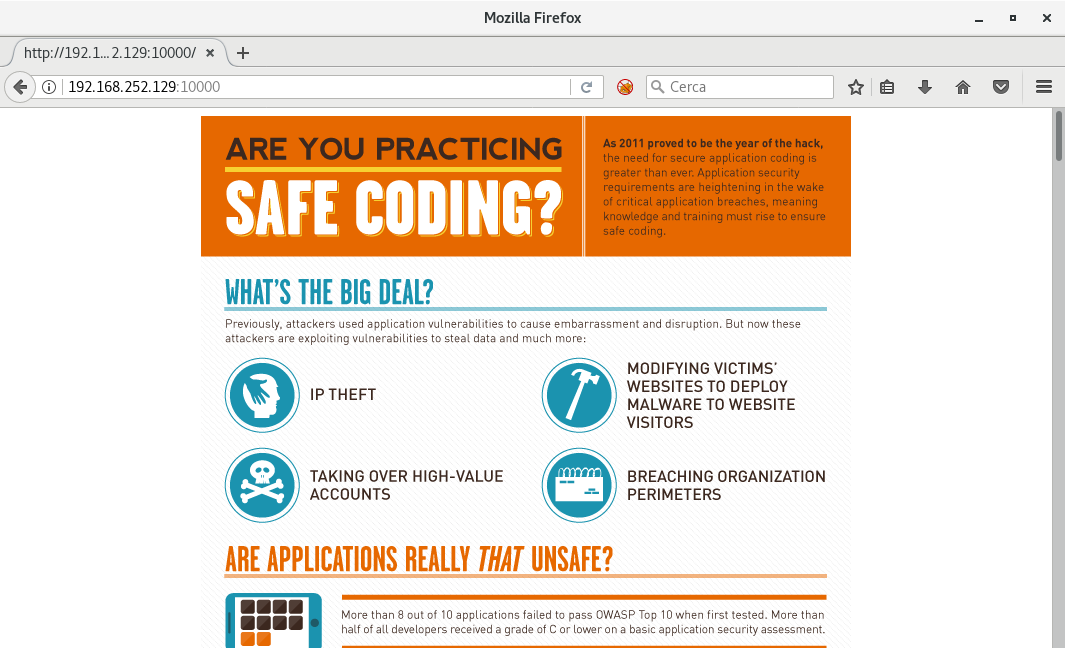 Mozilla Firefox
http://192.1... 2.129:10000/
192.168.252.129:10000
Cerca
ARE YOU PRACTICING
SAFE CODING?
As 2011 proved to be the year of the hack,
the need for secure application coding is
greater than ever. Application security
requirements are heightening in the wake
of critical application breaches, meaning
knowledge and training must rise to ensure
safe coding.
WHAT'S THE BIG DEAL?
Previously, attackers used application vulnerabilities to cause embarrassment and disruption. But now these
attackers are exploiting vulnerabilities to steal data and much more:
IP THEFT
MODIFYING VICTIMS'
WEBSITES TO DEPLOY
MALWARE TO WEBSITE
VISITORS
TAKING OVER HIGH-VALUE
ACCOUNTS
BREACHING ORGANIZATION
PERIMETERS
ARE APPLICATIONS REALLY THAT UNSAFE?
More than 8 out of 10 applications failed to pass OWASP Top 10 when first tested. More than
half of all developers received a grade of C or lower on a basic application security assessment.